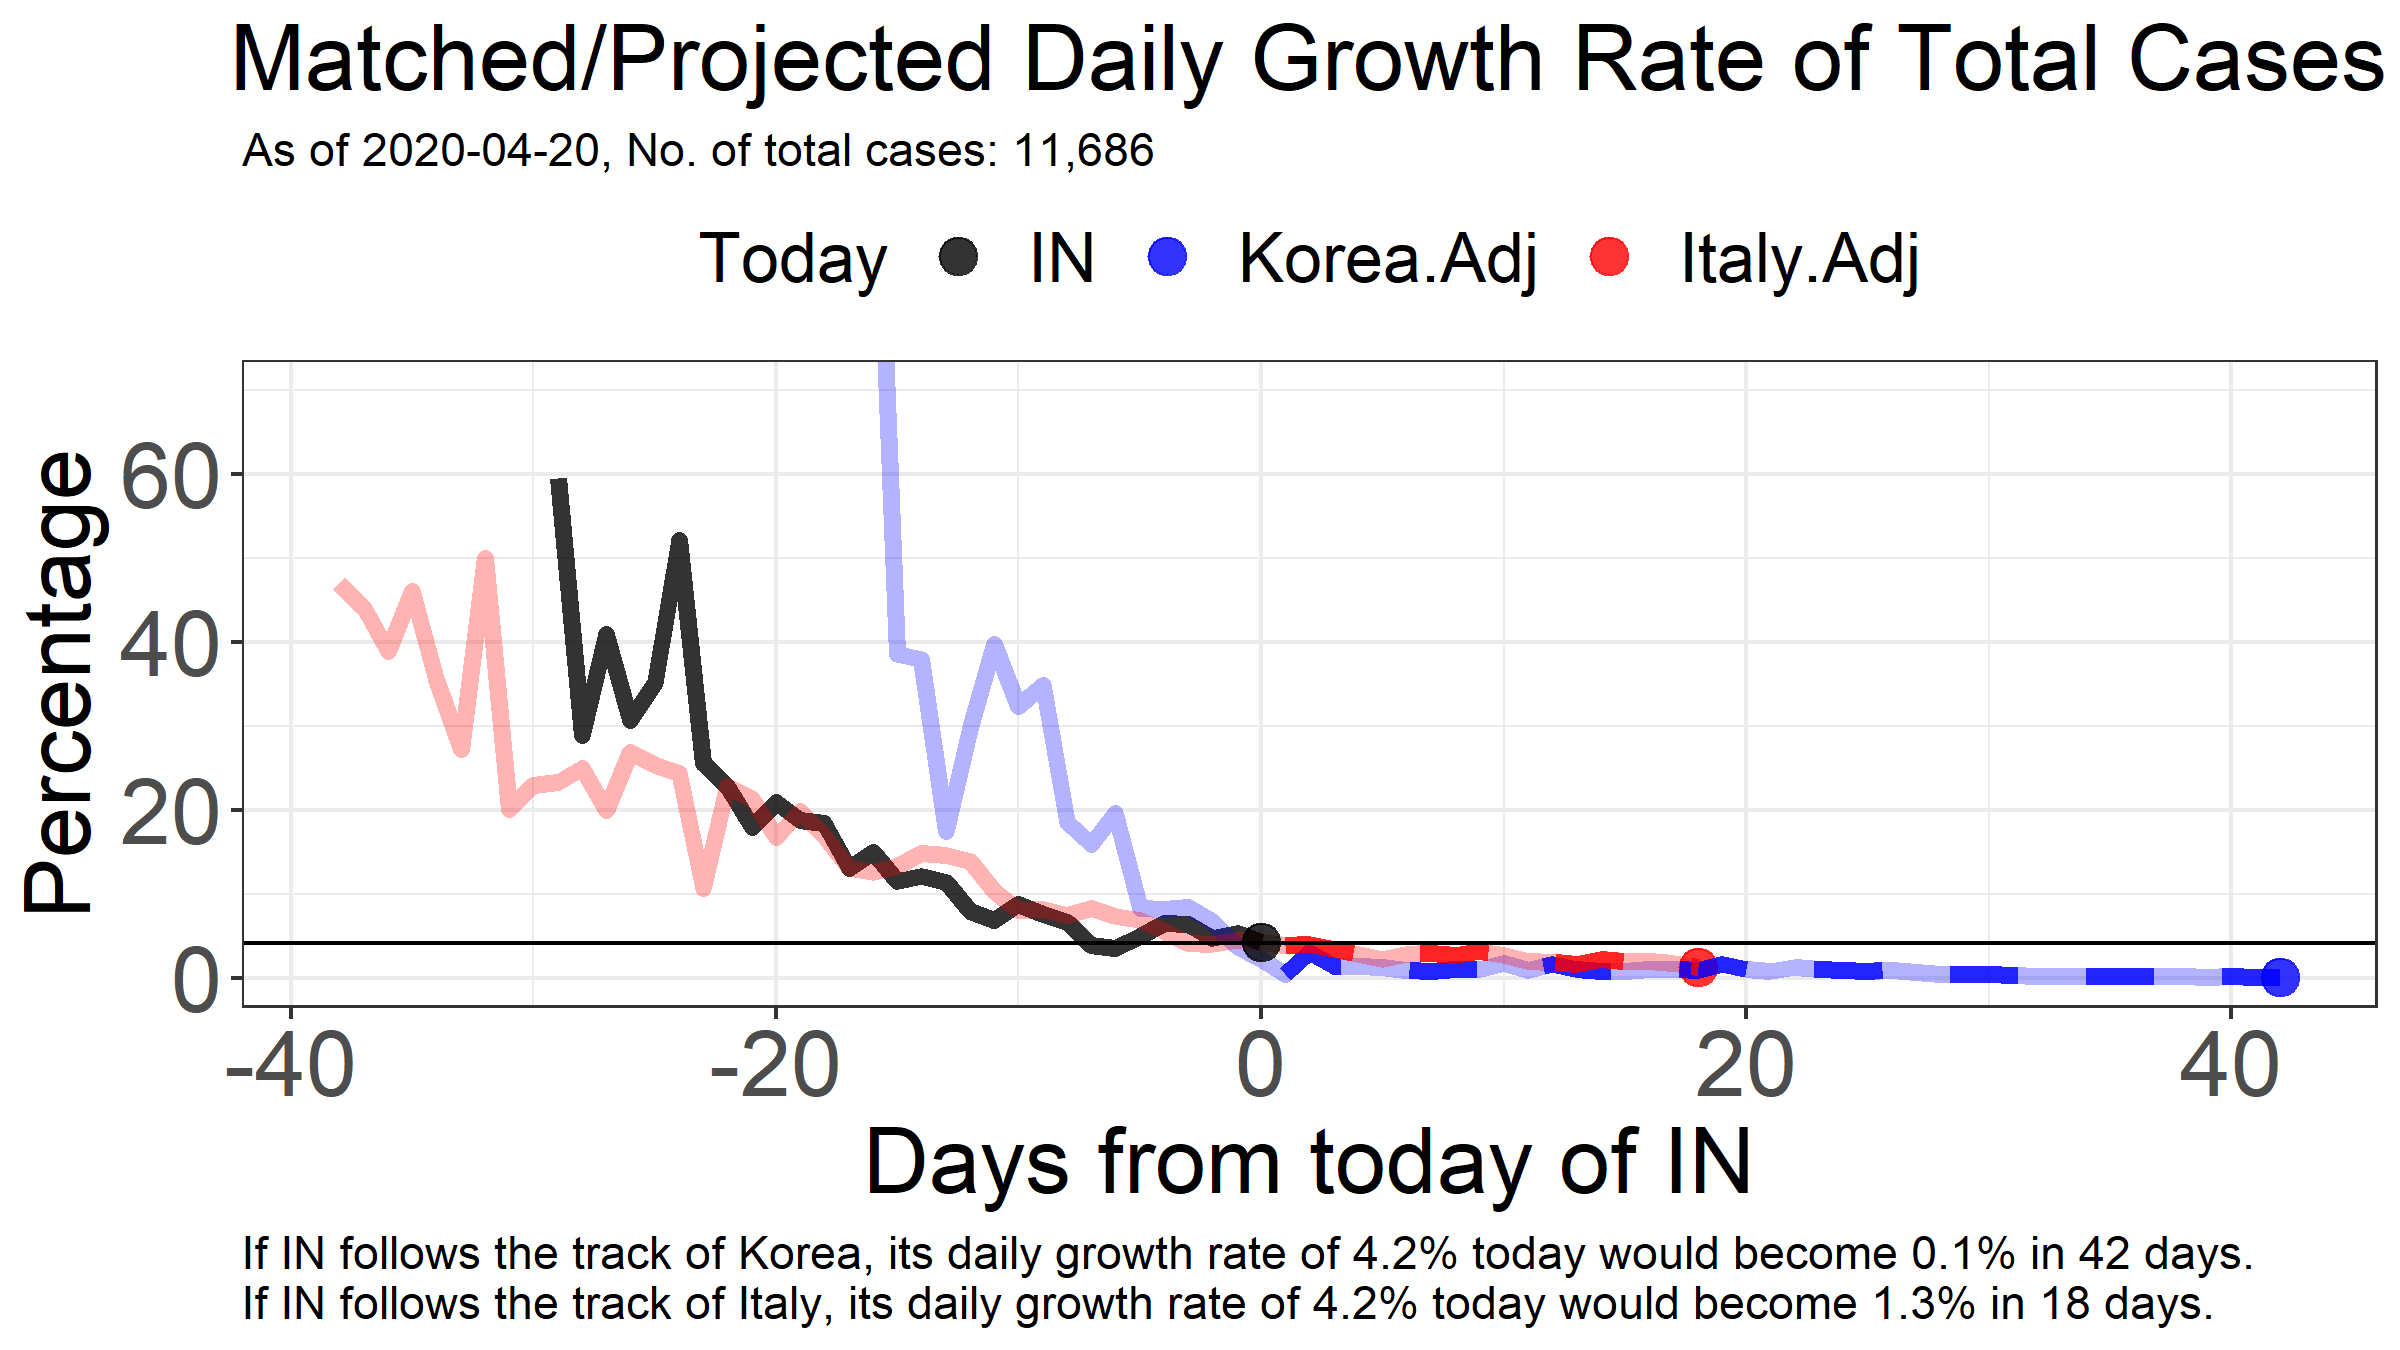 Matched/Projected Daily Growth Rate of Total Cases
As of 2020-04-20, No. of total cases: 11,686
Today IN Korea.Adj Italy.Adj
Percentage
60
40
20
0
-40 -20 0 20 40
Days from today of IN
If IN follows the track of Korea, its daily growth rate of 4.2% today would become 0.1% in 42 days.
If IN follows the track of Italy, its daily growth rate of 4.2% today would become 1.3% in 18 days.